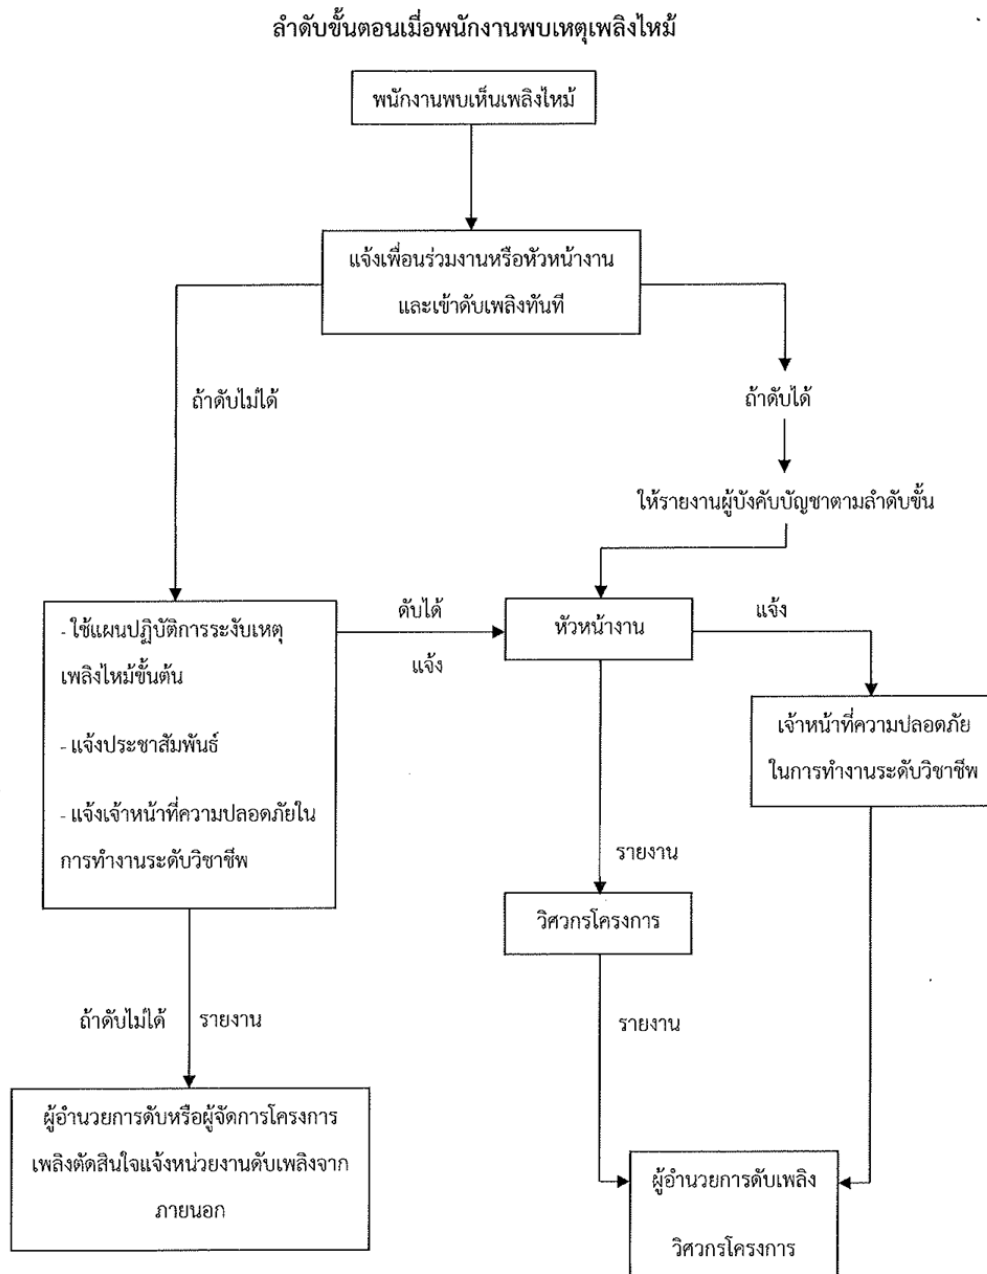 ลำดับขั้นตอนเมื่อพนักงานพบเหตุเพลิงไหม้
พนักงานพบเห็นเพลิงไหม้
แจ้งเพื่อนร่วมงานหรือหัวหน้างาน
และเข้าดับเพลิงทันที
ถ้าดับไม่ได้
ถ้าดับได้
ให้รายงานผู้บังคับบัญชาตามลำดับขั้น
- ใช้แผนปฏิบัติการระงับเหตุ
เพลิงไหม้ขั้นต้น
- แจ้งประชาสัมพันธ์
- แจ้งเจ้าหน้าที่ความปลอดภัยใน
การทำงานระดับวิชาชีพ
ดับได้
แจ้ง
หัวหน้างาน
แจ้ง
เจ้าหน้าที่ความปลอดภัย
ในการทำงานระดับวิชาชีพ
รายงาน
วิศวกรโครงการ
รายงาน
ถ้าดับไม่ได้ รายงาน
ผู้อำนวยการดับหรือผู้จัดการโครงการ
เพลิงตัดสินใจแจ้งหน่วยงานดับเพลิงจาก
ภายนอก
ผู้อำนวยการดับเพลิง
วิศวกรโครงการ